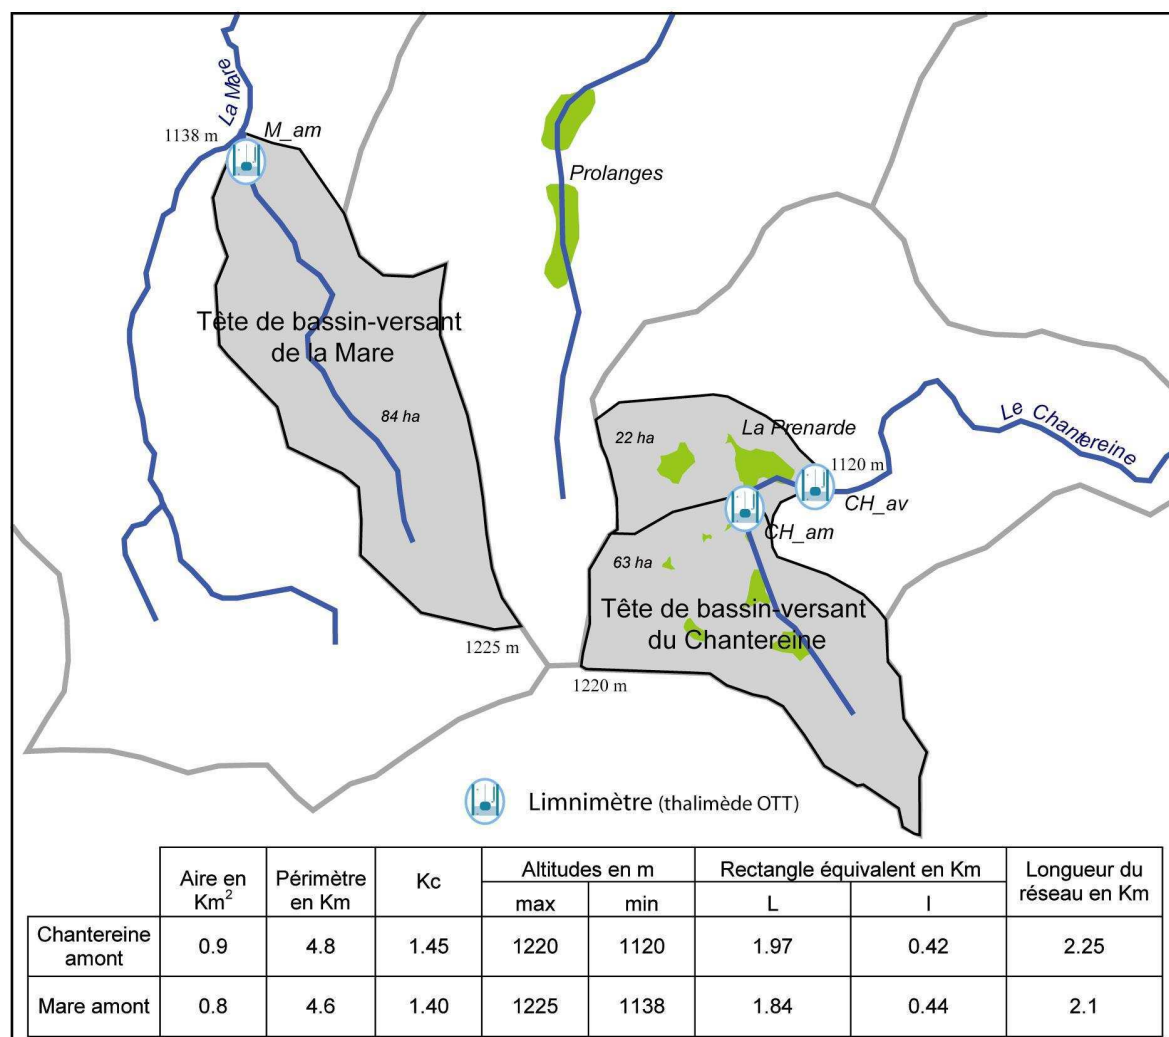 La Mare
1138 m
M_am
Prolanges
Tête de bassin-versant
de la Mare
84 ha
22 ha
La Prenarde
1120 m
Le Chantereine
CH_av
CH_am
63 ha
Tête de bassin-versant
du Chantereine
1225 m
1220 m
Limnimètre (thalimède OTT)
Aire en Km2 Périmètre en Km Kc Altitudes en m Rectangle équivalent en Km Longueur du réseau en Km
max min L l
Chantereine amont 0.9 4.8 1.45 1220 1120 1.97 0.42 2.25
Mare amont 0.8 4.6 1.40 1225 1138 1.84 0.44 2.1